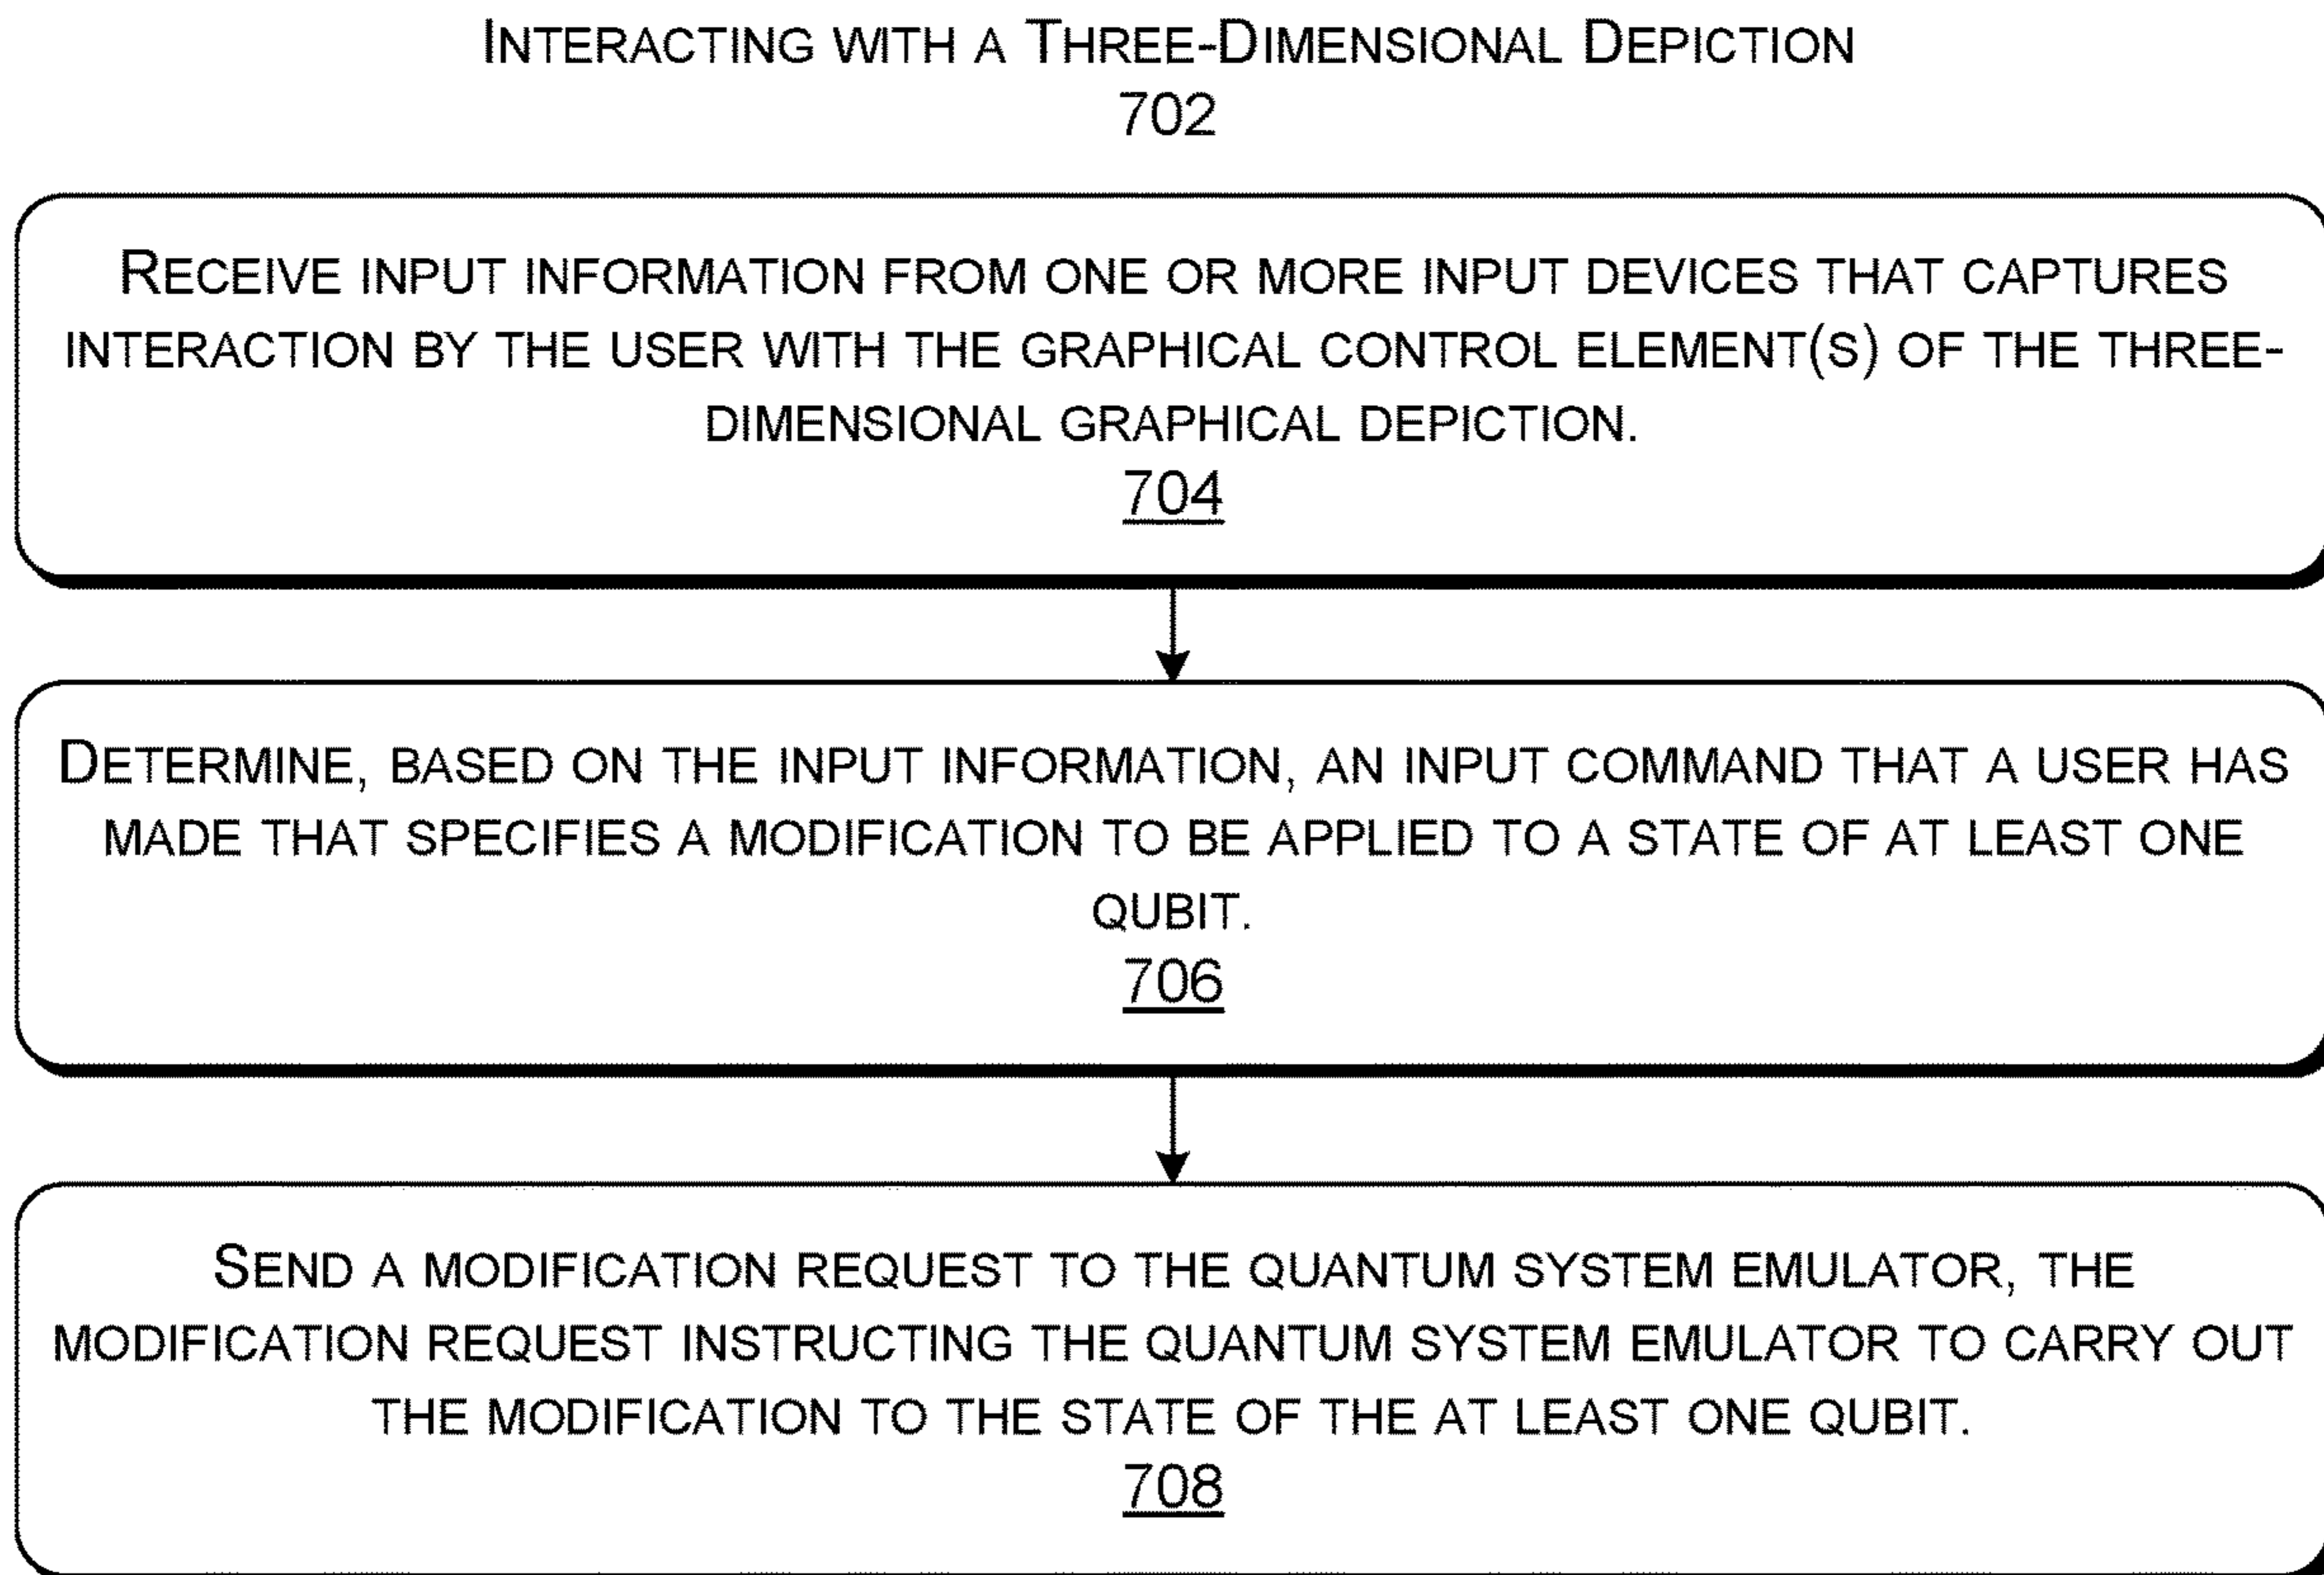 INTERACTING WITH A THREE-DIMENSIONAL DEPICTION
702
RECEIVE INPUT INFORMATION FROM ONE OR MORE INPUT DEVICES THAT CAPTURES
INTERACTION BY THE USER WITH THE GRAPHICAL CONTROL ELEMENT(S) OF THE THREE-
DIMENSIONAL GRAPHICAL DEPICTION.
704
DETERMINE, BASED ON THE INPUT INFORMATION, AN INPUT COMMAND THAT A USER HAS
MADE THAT SPECIFIES A MODIFICATION TO BE APPLIED TO A STATE OF AT LEAST ONE
QUBIT.
706
SEND A MODIFICATION REQUEST TO THE QUANTUM SYSTEM EMULATOR, THE
MODIFICATION REQUEST INSTRUCTING THE QUANTUM SYSTEM EMULATOR TO CARRY OUT
THE MODIFICATION TO THE STATE OF THE AT LEAST ONE QUBIT.
708